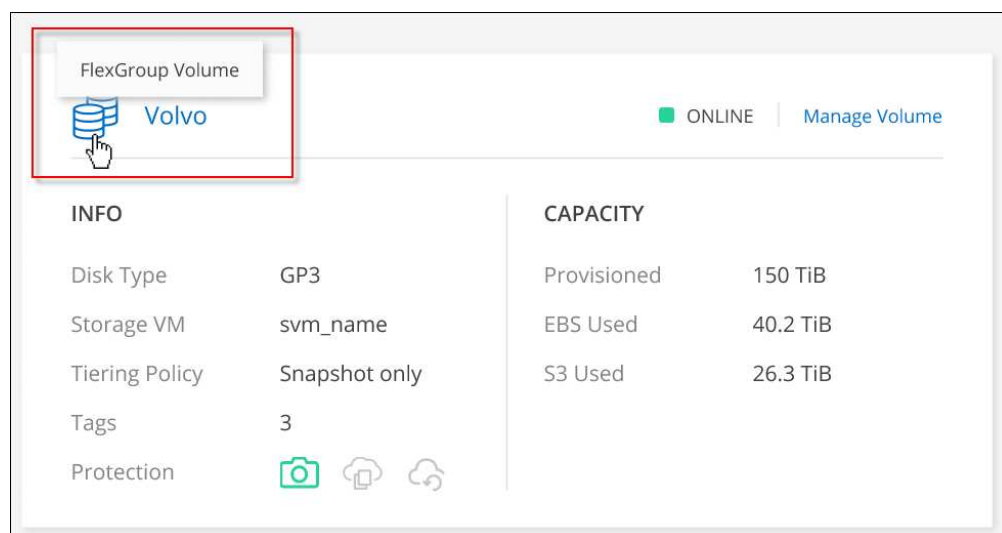 FlexGroup Volume
Volvo
ONLINE
Manage Volume
INFO
Disk Type GP3
Storage VM svm_name
Tiering Policy Snapshot only
Tags 3
Protection
CAPACITY
Provisioned 150 TiB
EBS Used 40.2 TiB
S3 Used 26.3 TiB